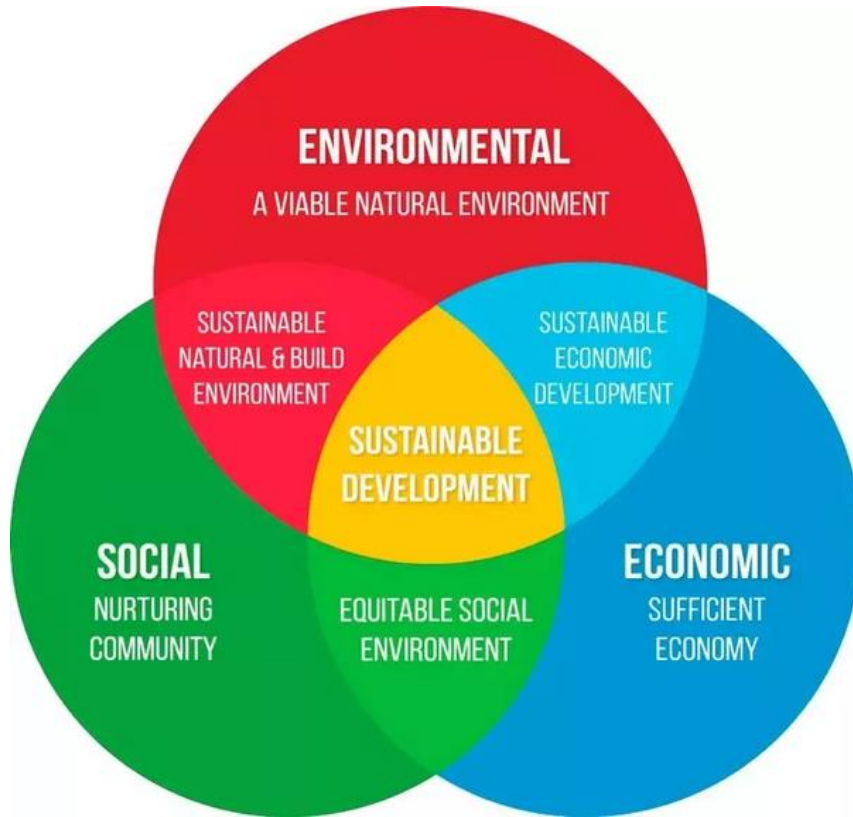 ENVIRONMENTAL
A VIABLE NATURAL ENVIRONMENT
SUSTAINABLE
NATURAL & BUILD
ENVIRONMENT
SUSTAINABLE
ECONOMIC
DEVELOPMENT
SUSTAINABLE
DEVELOPMENT
SOCIAL
NURTURING
COMMUNITY
EQUITABLE SOCIAL
ENVIRONMENT
ECONOMIC
SUFFICIENT
ECONOMY